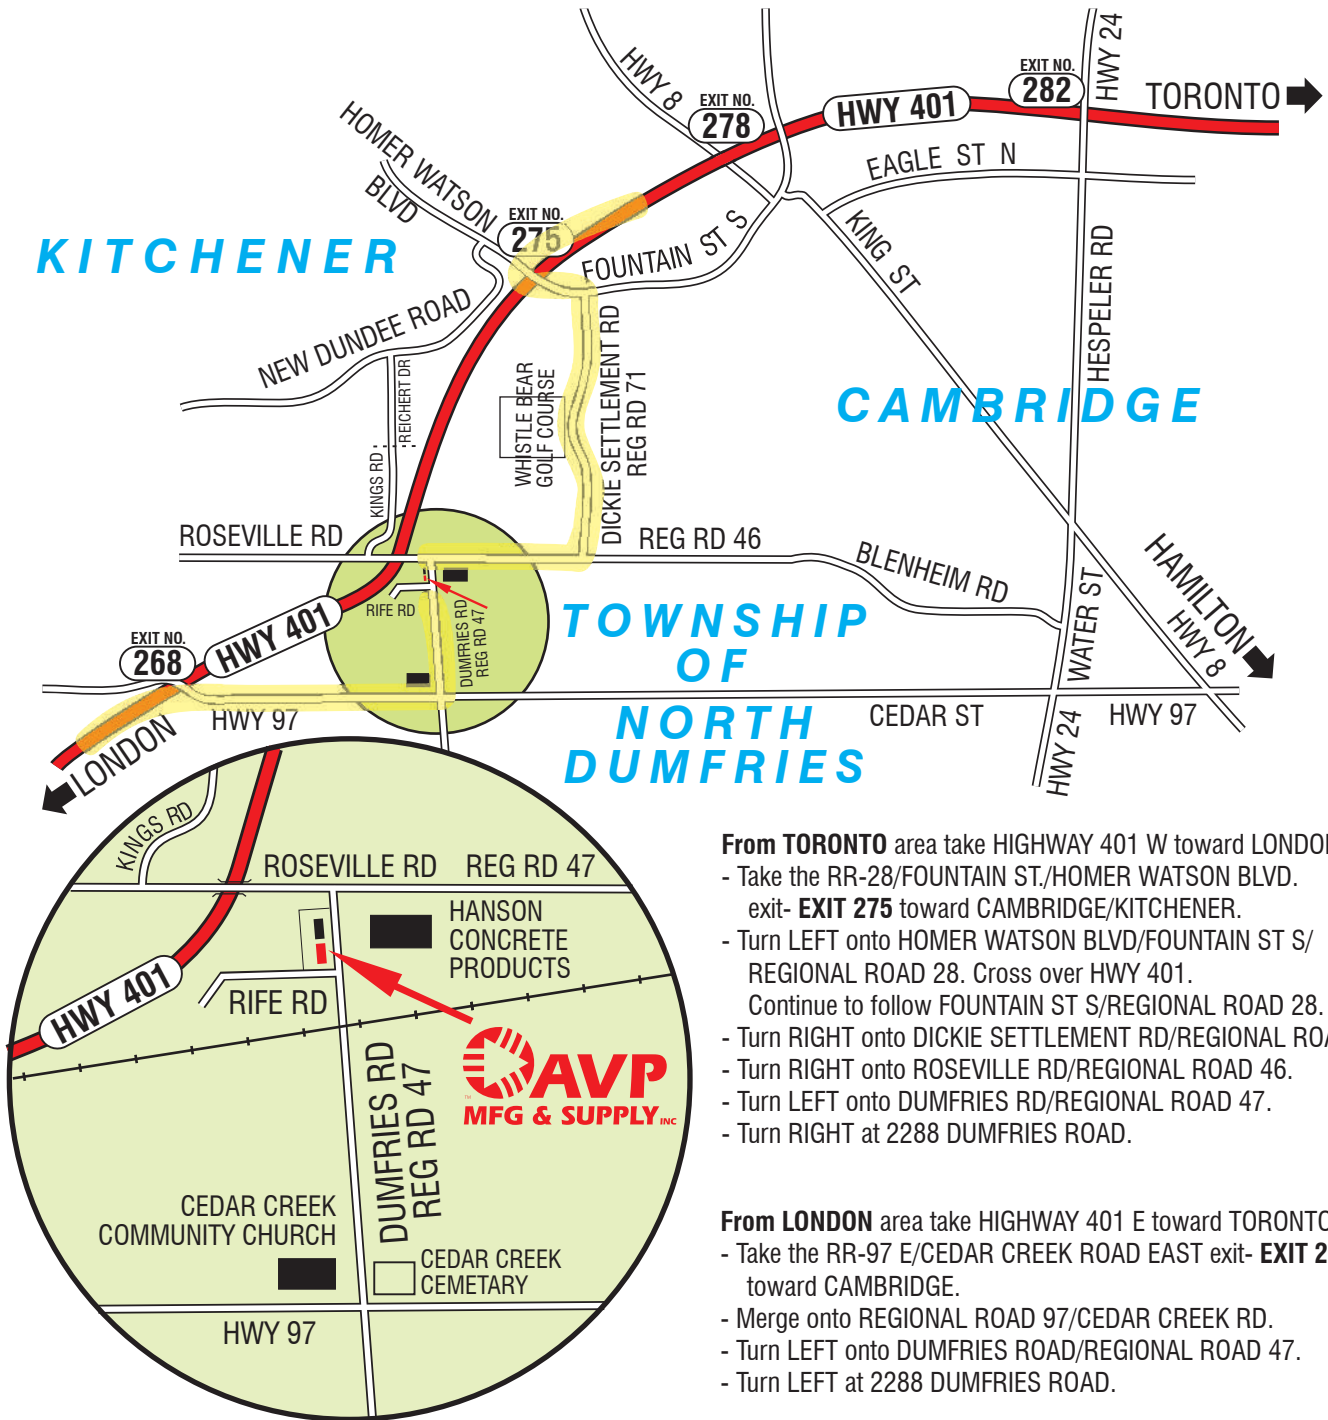 HWY 24
HWY 8
EXIT NO.
282
TORONTO
EXIT NO.
278
HWY 401
HOMER WATSON
BLVD
EAGLE ST N
EXIT NO.
275
KITCHENER
FOUNTAIN ST S
KING ST
HESPELER RD
NEW DUNDEE ROAD
REICHERT DR
WHISTLE BEAR
GOLF COURSE
DICKIE SETTLEMENT RD
REG RD 71
CAMBRIDGE
KINGS RD
ROSEVILLE RD
REG RD 46
BLENHEIM RD
HAMILTON
HWY 8
RIFE RD
DUMFRIES RD
REG RD 47
TOWNSHIP
OF
NORTH
DUMFRIES
WATER ST
EXIT NO.
268
HWY 401
HWY 97
CEDAR ST
HWY 97
LONDON
HWY 24
KINGS RD
ROSEVILLE RD REG RD 47
HANSON
CONCRETE
PRODUCTS
HWY 401
RIFE RD
AVP
MFG & SUPPLY INC
TM
DUMFRIES RD
REG RD 47
CEDAR CREEK
COMMUNITY CHURCH
CEDAR CREEK
CEMETARY
HWY 97
From TORONTO area take HIGHWAY 401 W toward LONDON
- Take the RR-28/FOUNTAIN ST./HOMER WATSON BLVD.
exit- EXIT 275 toward CAMBRIDGE/KITCHENER.
- Turn LEFT onto HOMER WATSON BLVD/FOUNTAIN ST S/
REGIONAL ROAD 28. Cross over HWY 401.
Continue to follow FOUNTAIN ST S/REGIONAL ROAD 28.
- Turn RIGHT onto DICKIE SETTLEMENT RD/REGIONAL
- Turn RIGHT onto ROSEVILLE RD/REGIONAL ROAD 46.
- Turn LEFT onto DUMFRIES RD/REGIONAL ROAD 47.
- Turn RIGHT at 2288 DUMFRIES ROAD.
From LONDON area take HIGHWAY 401 E toward TORONTO
- Take the RR-97 E/CEDAR CREEK ROAD EAST exit- EXIT
toward CAMBRIDGE.
- Merge onto REGIONAL ROAD 97/CEDAR CREEK RD.
- Turn LEFT onto DUMFRIES ROAD/REGIONAL ROAD 47.
- Turn LEFT at 2288 DUMFRIES ROAD.